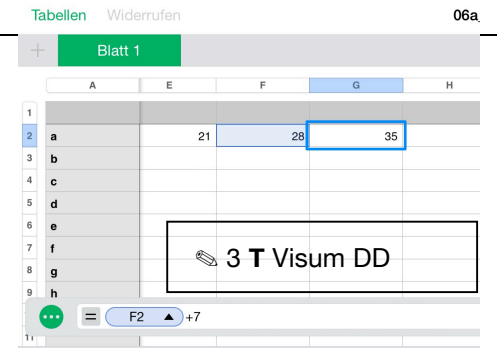 Tabellen Widerrufen 06a
+ Blatt 1
A E F G H
1
2 a 21 28 35
3 b
4 c
5 d
6 e
7 f
8 g
9 h
✎ 3 T Visum DD
= F2 ▲ +7
11